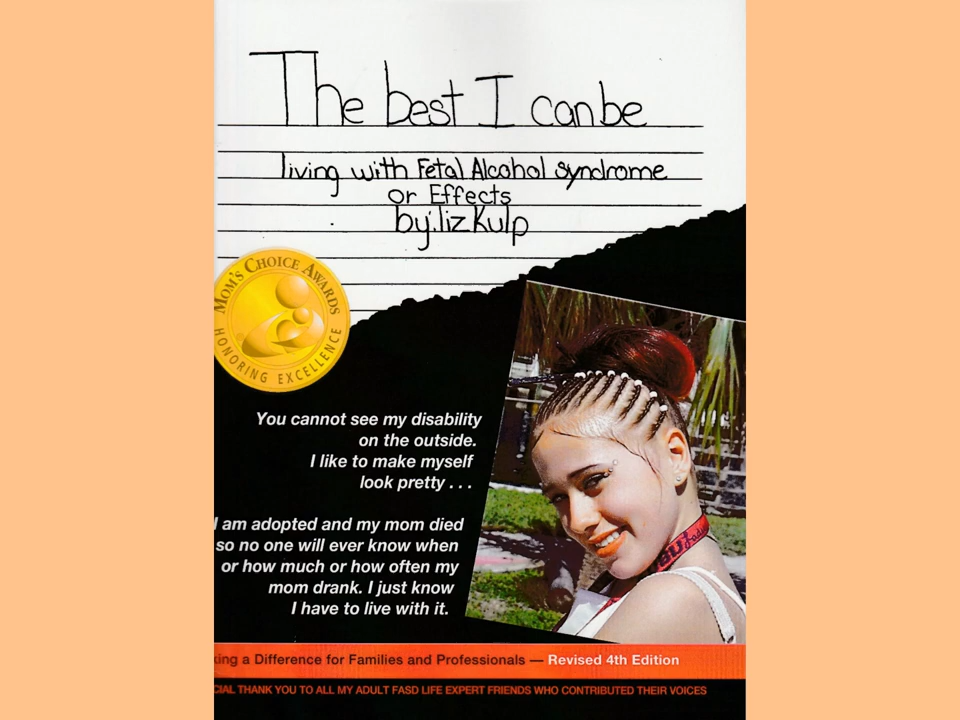 The best I can be
living with Fetal Alcohol Syndrome
or Effects
by: liz Kulp
MOM'S CHOICE AWARDS
HONORING EXCELLENCE
You cannot see my disability
on the outside.
I like to make myself
look pretty . . .
I am adopted and my mom died
so no one will ever know when
or how much or how often my
mom drank. I just know
I have to live with it.
a Difference for Families and Professionals — Revised 4th Edition
THANK YOU TO ALL MY ADULT FASD LIFE EXPERT FRIENDS WHO CONTRIBUTED THEIR VOICES